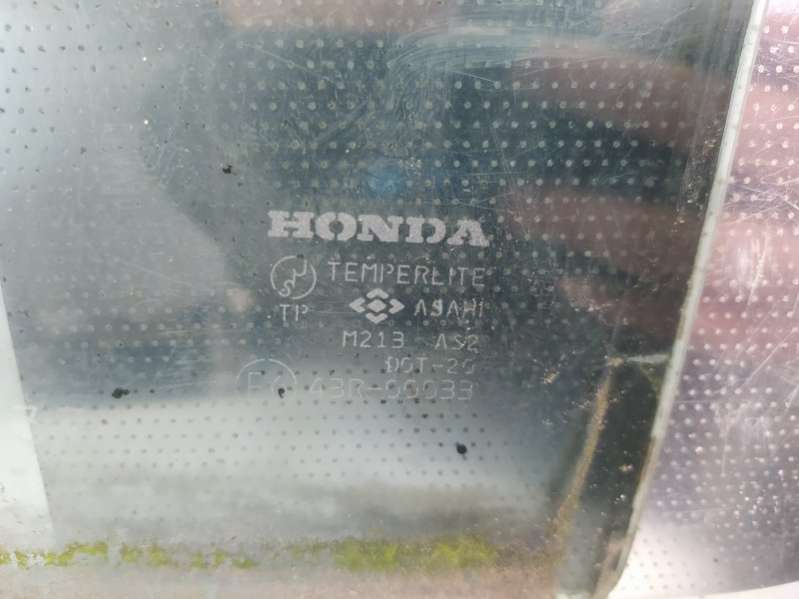 HONDA
TEMPERLITE
TP ASAHI
M213 AS2
DOT-20
43R-00033